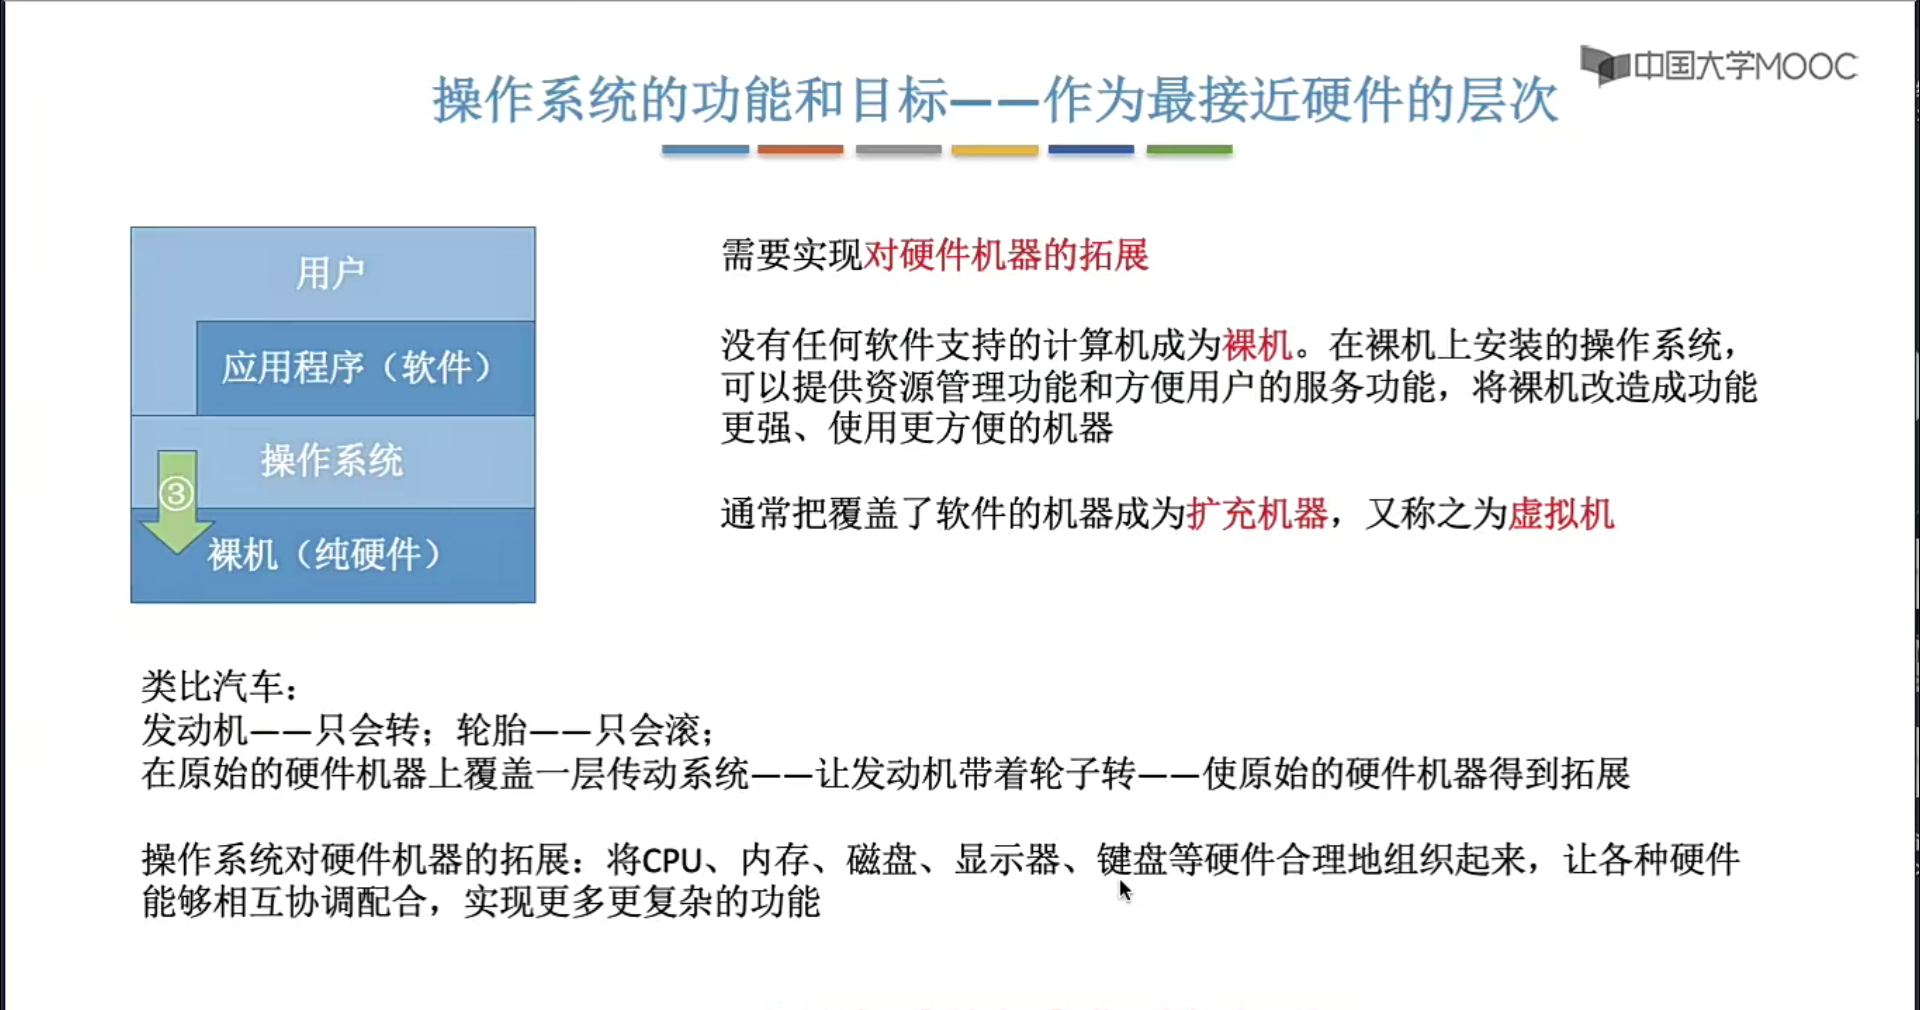 中国大学MOOC
操作系统的功能和目标——作为最接近硬件的层次
用户
应用程序（软件）
操作系统
③
裸机（纯硬件）
需要实现对硬件机器的拓展
没有任何软件支持的计算机成为裸机。在裸机上安装的操作系统，
可以提供资源管理功能和方便用户的服务功能，将裸机改造成功能
更强、使用更方便的机器
通常把覆盖了软件的机器成为扩充机器，又称之为虚拟机
类比汽车：
发动机——只会转；轮胎——只会滚；
在原始的硬件机器上覆盖一层传动系统——让发动机带着轮子转——使原始的硬件机器得到拓展
操作系统对硬件机器的拓展：将CPU、内存、磁盘、显示器、键盘等硬件合理地组织起来，让各种硬件
能够相互协调配合，实现更多更复杂的功能